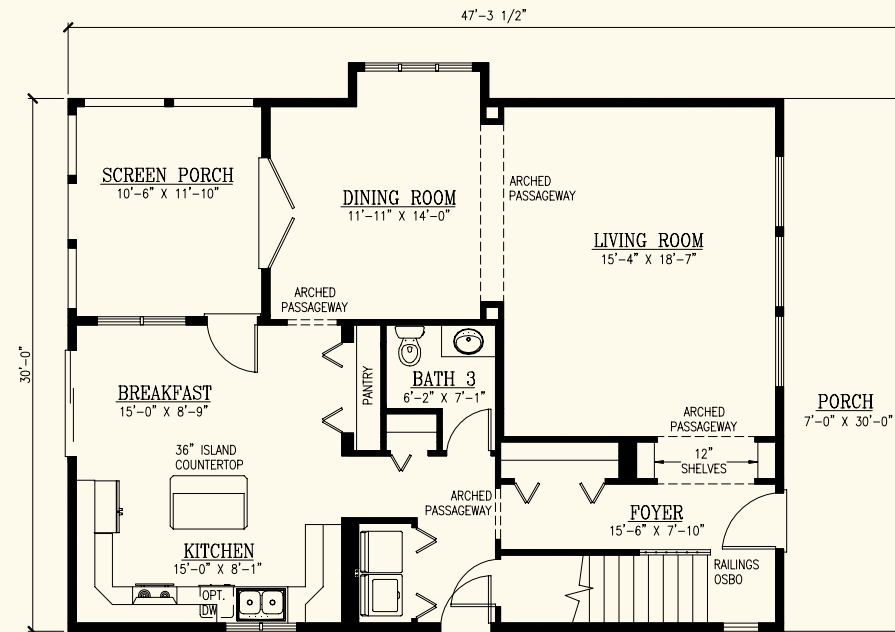 47'-3 1/2"
30'-0"
SCREEN PORCH
10'-6" X 11'-10"
DINING ROOM
11'-11" X 14'-0"
ARCHED
PASSAGEWAY
LIVING ROOM
15'-4" X 18'-7"
ARCHED
PASSAGEWAY
BREAKFAST
15'-0" X 8'-9"
PANTRY
BATH 3
6'-2" X 7'-1"
PORCH
7'-0" X 30'-0"
ARCHED
PASSAGEWAY
36" ISLAND
COUNTERTOP
12"
SHELVES
ARCHED
PASSAGEWAY
FOYER
15'-6" X 7'-10"
KITCHEN
15'-0" X 8'-1"
OPT.
DW
RAILINGS
OSBO